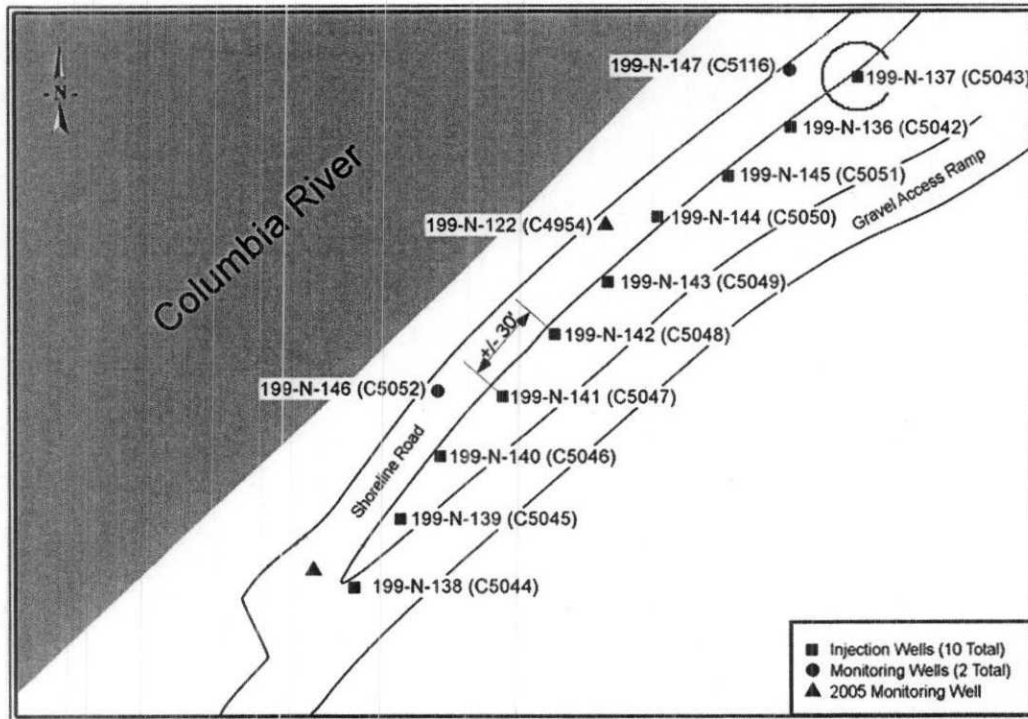 199-N-147 (C5116)
199-N-137 (C5043)
-N-
199-N-136 (C5042)
199-N-145 (C5051)
Gravel Access Ramp
Columbia River
199-N-122 (C4954)
199-N-144 (C5050)
199-N-143 (C5049)
+/- 30'
199-N-142 (C5048)
199-N-146 (C5052)
199-N-141 (C5047)
Shoreline Road
199-N-140 (C5046)
199-N-139 (C5045)
199-N-138 (C5044)
Injection Wells (10 Total)
Monitoring Wells (2 Total)
2005 Monitoring Well